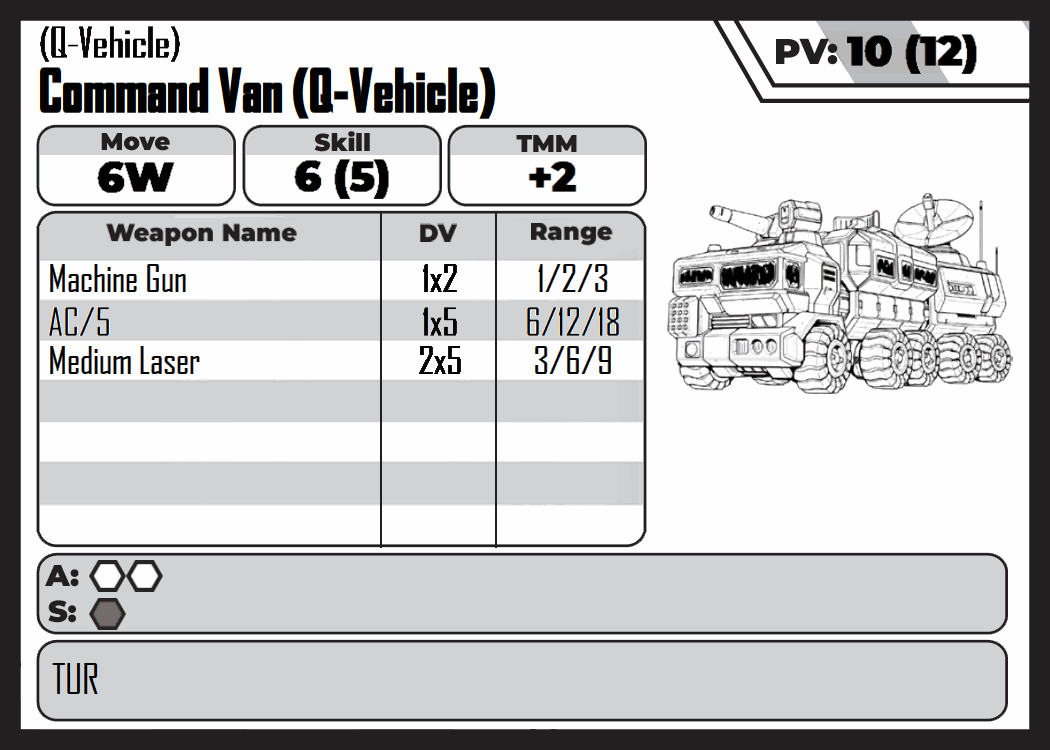 (Q-Vehicle)
Command Van (Q-Vehicle)
PV: 10 (12)
Move Skill TMM
6W 6 (5) +2
Weapon Name DV Range
Machine Gun 1x2 1/2/3
AC/5 1x5 6/12/18
Medium Laser 2x5 3/6/9
A:
S:
TUR